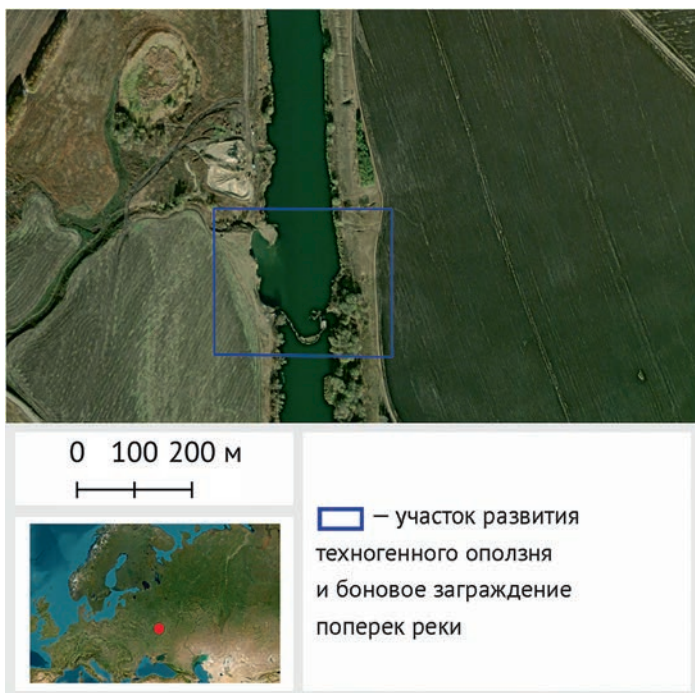 0 100 200 м
– участок развития
техногенного оползня
и боновое заграждение
поперек реки